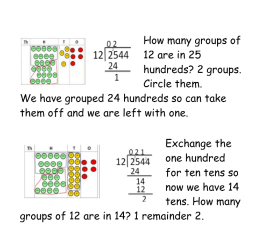 How many groups of
12 are in 25
hundreds? 2 groups.
Circle them.
We have grouped 24 hundreds so can take
them off and we are left with one.
Th H T O
0 2
12 2544
24
1
Exchange the
one hundred
for ten tens so
now we have 14
tens. How many
groups of 12 are in 14? 1 remainder 2.
Th H T O
0 2 1
12 2544
24
14
12
2